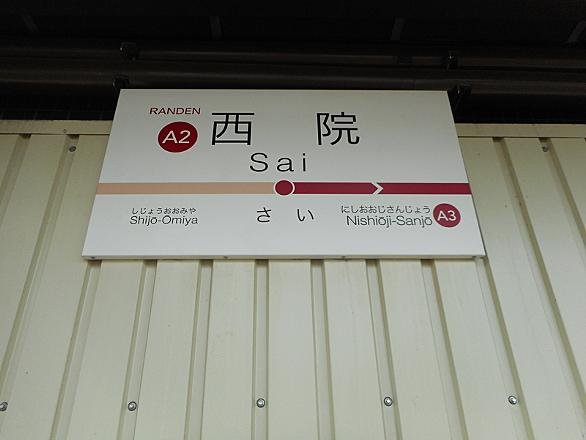 RANDEN
A2 西院
Sai
さい
しじょうおおみや
Shijō-Ōmiya
にしおおじさんじょう
Nishiōji-Sanjō A3